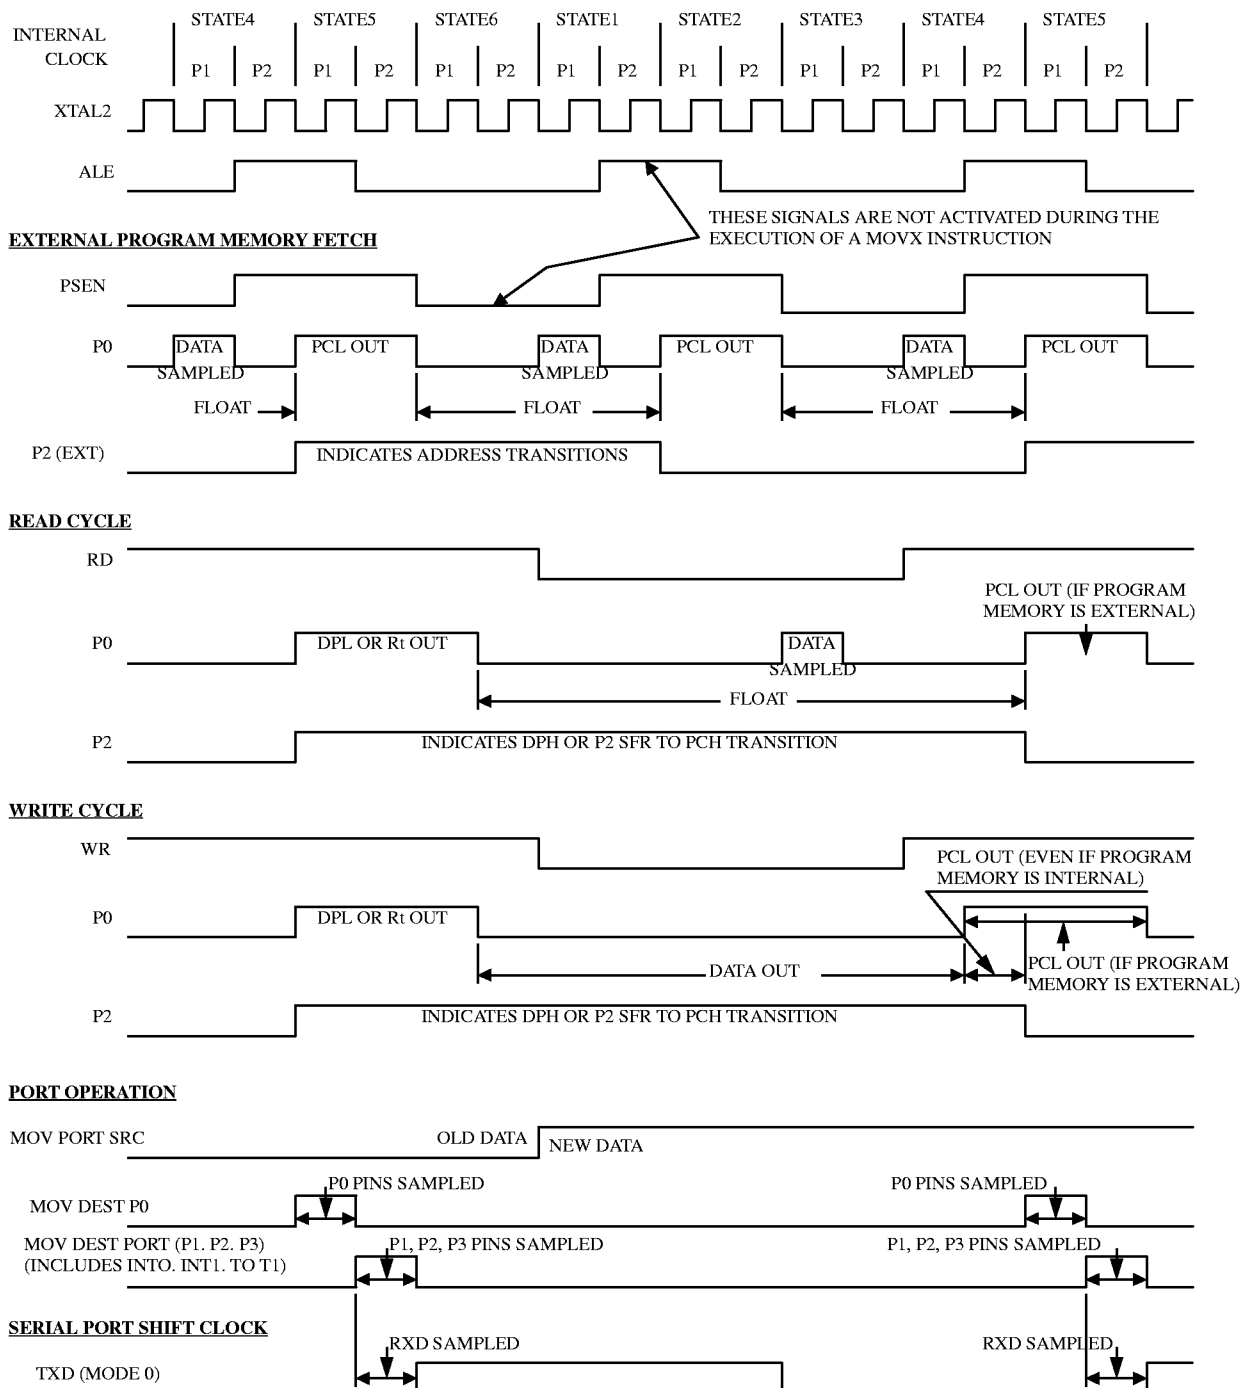 STATE4 STATE5 STATE6 STATE1 STATE2 STATE3 STATE4 STATE5
INTERNAL
CLOCK
P1 P2 P1 P2 P1 P2 P1 P2 P1 P2 P1 P2 P1 P2 P1 P2
XTAL2
ALE
THESE SIGNALS ARE NOT ACTIVATED DURING THE
EXECUTION OF A MOVX INSTRUCTION
EXTERNAL PROGRAM MEMORY FETCH
PSEN
P0 DATA PCL OUT DATA PCL OUT DATA PCL OUT
SAMPLED SAMPLED SAMPLED
FLOAT FLOAT FLOAT
P2 (EXT) INDICATES ADDRESS TRANSITIONS
READ CYCLE
RD
PCL OUT (IF PROGRAM
MEMORY IS EXTERNAL)
P0 DPL OR Rt OUT DATA
SAMPLED
FLOAT
P2 INDICATES DPH OR P2 SFR TO PCH TRANSITION
WRITE CYCLE
WR
PCL OUT (EVEN IF PROGRAM
MEMORY IS INTERNAL)
P0 DPL OR Rt OUT
DATA OUT
PCL OUT (IF PROGRAM
MEMORY IS EXTERNAL)
P2 INDICATES DPH OR P2 SFR TO PCH TRANSITION
PORT OPERATION
MOV PORT SRC OLD DATA NEW DATA
P0 PINS SAMPLED P0 PINS SAMPLED
MOV DEST P0
MOV DEST PORT (P1. P2. P3) P1, P2, P3 PINS SAMPLED P1, P2, P3 PINS SAMPLED
(INCLUDES INTO. INT1. TO T1)
SERIAL PORT SHIFT CLOCK
RXD SAMPLED RXD SAMPLED
TXD (MODE 0)